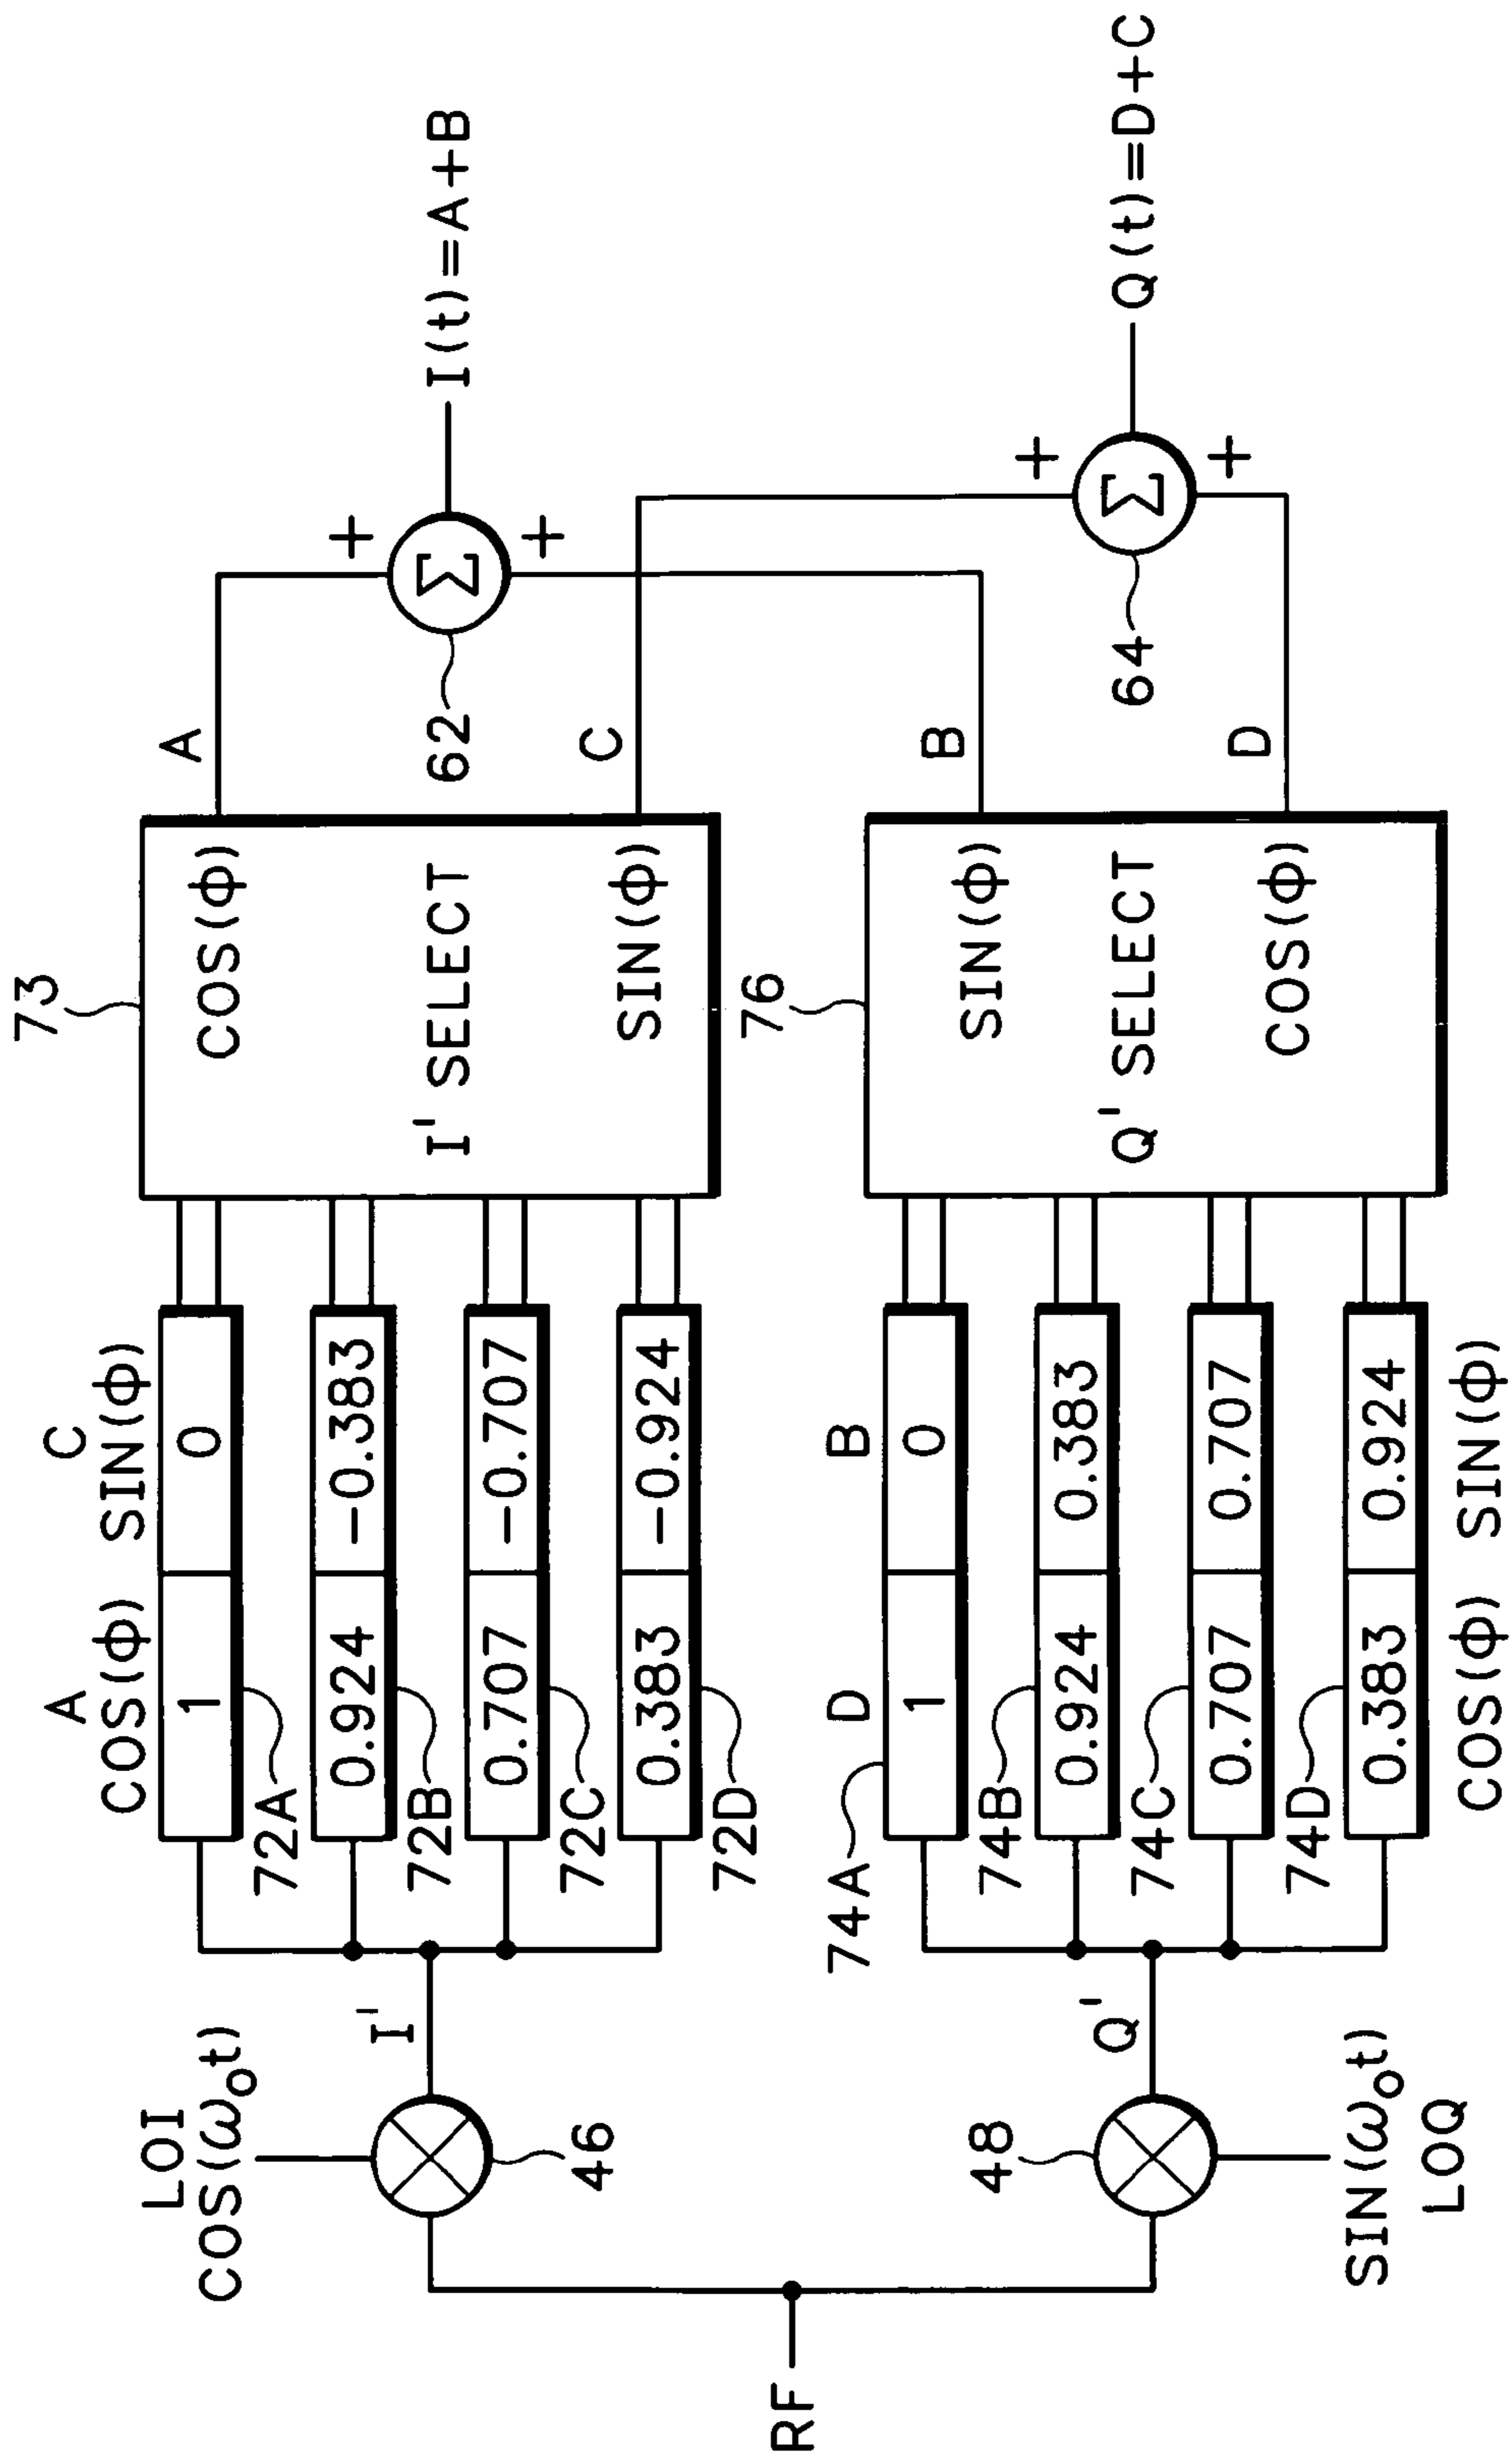 RF
LOI
COS(ω₀t)
46
I'
48
SIN(ω₀t)
LOQ
Q'
A
COS(ϕ)
C
SIN(ϕ)
1
0
72A
0.924
-0.383
72B
0.707
-0.707
72C
0.383
-0.924
72D
D
B
74A
1
0
74B
0.924
0.383
74C
0.707
0.707
74D
0.383
0.924
COS(ϕ)
SIN(ϕ)
73
COS(ϕ)
I' SELECT
SIN(ϕ)
76
SIN(ϕ)
Q' SELECT
COS(ϕ)
A
C
B
D
62
Σ
+
+
I(t)=A+B
64
Σ
+
+
Q(t)=D+C